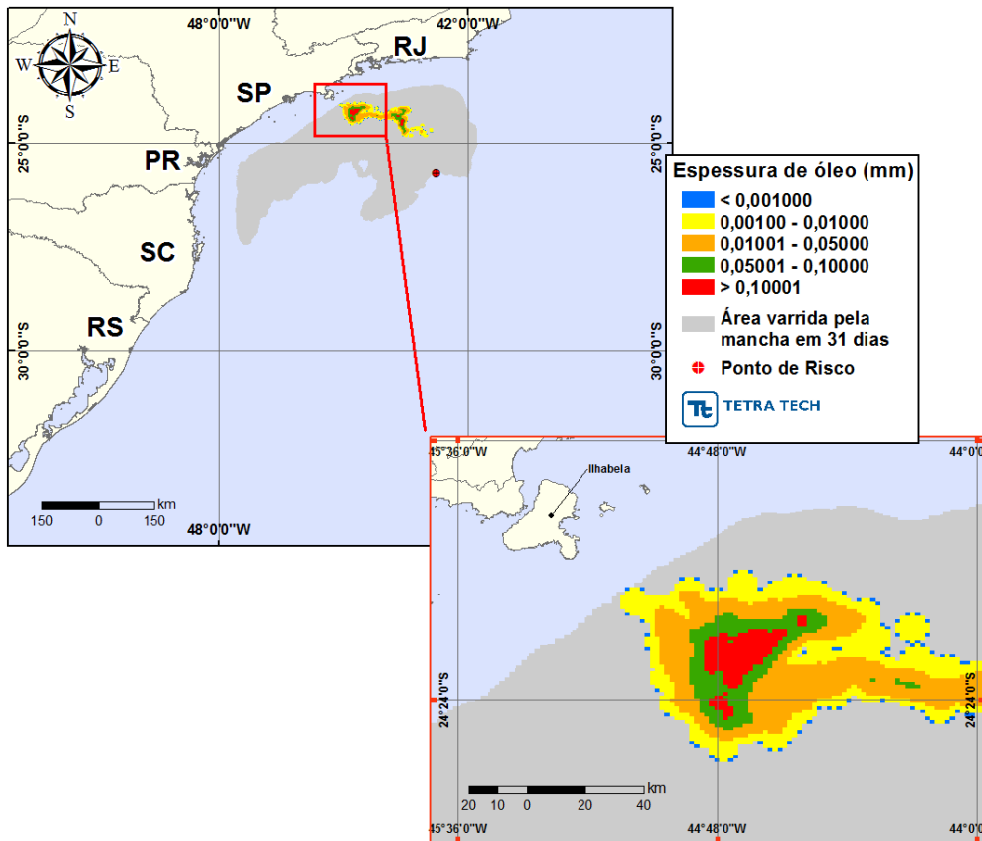 48°0'0"W
42°0'0"W
N
W E
S
RJ
SP
25°0'0"S
25°0'0"S
PR
SC
RS
30°0'0"S
30°0'0"S
km
150 0 150
48°0'0"W
Espessura de óleo (mm)
< 0,001000
0,00100 - 0,01000
0,01001 - 0,05000
0,05001 - 0,10000
> 0,10001
Área varrida pela
mancha em 31 dias
Ponto de Risco
Tt TETRA TECH
45°36'0"W
44°48'0"W
44°0'0
Ilhabela
24°24'0"S
24°24'0"S
km
20 10 0 20 40
45°36'0"W
44°48'0"W
44°0'0